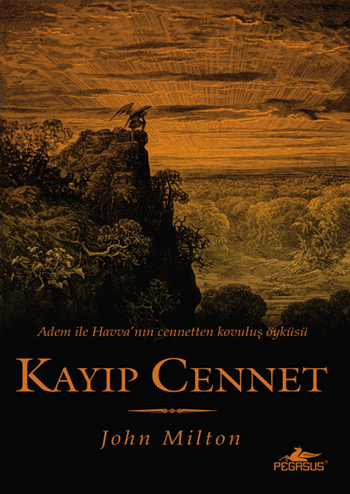 Adem ile Havva'nın cennetten kovuluş öyküsü
KAYIP CENNET
John Milton
PEGASUS®